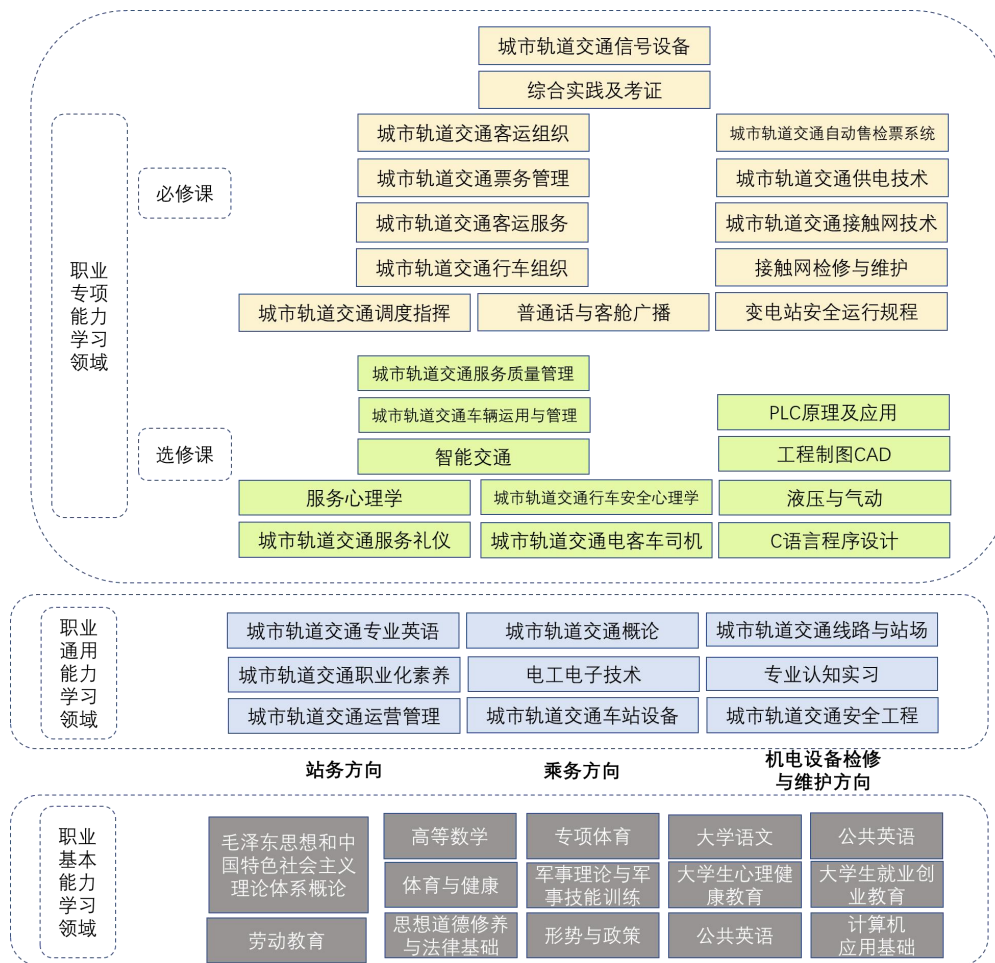 城市轨道交通信号设备
综合实践及考证
城市轨道交通客运组织
城市轨道交通自动售检票系统
必修课
城市轨道交通票务管理
城市轨道交通供电技术
城市轨道交通客运服务
城市轨道交通接触网技术
城市轨道交通行车组织
接触网检修与维护
职业
专项
能力
学习
领域
城市轨道交通调度指挥
普通话与客舱广播
变电站安全运行规程
城市轨道交通服务质量管理
城市轨道交通车辆运用与管理
PLC原理及应用
选修课
智能交通
工程制图CAD
服务心理学
城市轨道交通行车安全心理学
液压与气动
城市轨道交通服务礼仪
城市轨道交通电客车司机
C语言程序设计
职业
通用
能力
学习
领域
城市轨道交通专业英语
城市轨道交通概论
城市轨道交通线路与站场
城市轨道交通职业化素养
电工电子技术
专业认知实习
城市轨道交通运营管理
城市轨道交通车站设备
城市轨道交通安全工程
站务方向
乘务方向
机电设备检修
与维护方向
职业
基本
能力
学习
领域
毛泽东思想和中
国特色社会主义
理论体系概论
高等数学
专项体育
大学语文
公共英语
体育与健康
军事理论与军
事技能训练
大学生心理健
康教育
大学生就业创
业教育
劳动教育
思想道德修养
与法律基础
形势与政策
公共英语
计算机
应用基础